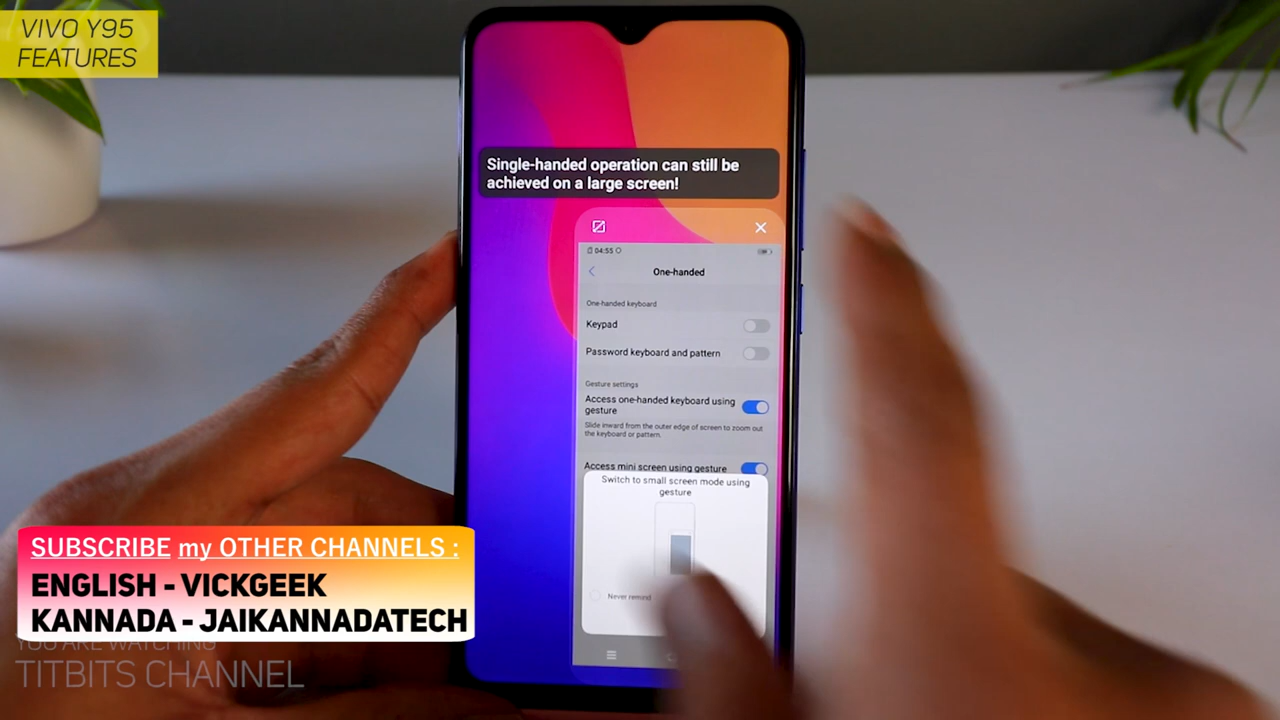 VIVO Y95
FEATURES
Single-handed operation can still be
achieved on a large screen!
04:55
One-handed
One-handed keyboard
Keypad
Password keyboard and pattern
Gesture settings
Access one-handed keyboard using
gesture
Slide inward from the outer edge of screen to zoom out
the keyboard or pattern.
Access mini screen using gesture
Switch to small screen mode using
gesture
Never remind
SUBSCRIBE my OTHER CHANNELS :
ENGLISH - VICKGEEK
KANNADA - JAIKANNADATECH
YOU ARE WATCHING
TITBITS CHANNEL